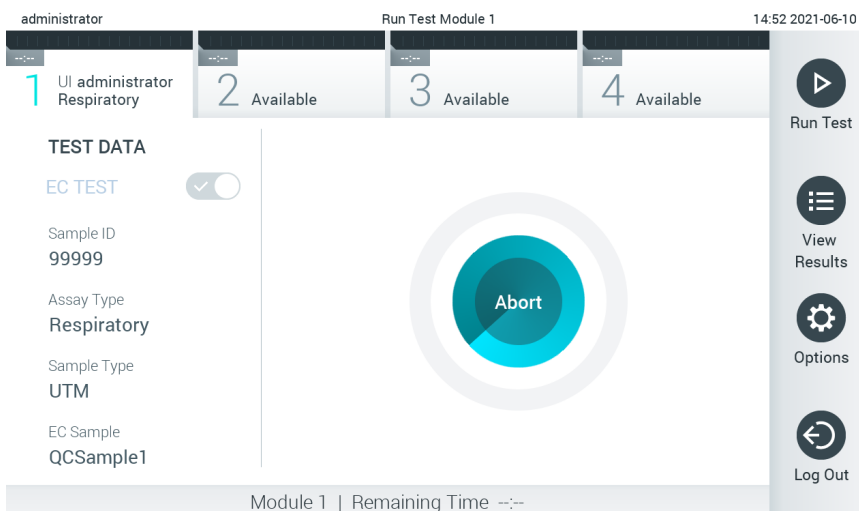 administrator
Run Test Module 1
14:52 2021-06-10
--:--
--:--
--:--
--:--
1
UI administrator
Respiratory
2 Available
3 Available
4 Available
Run Test
View
Results
Options
Log Out
TEST DATA
EC TEST
Sample ID
99999
Assay Type
Respiratory
Sample Type
UTM
EC Sample
QCSample1
Abort
Module 1 | Remaining Time --:--